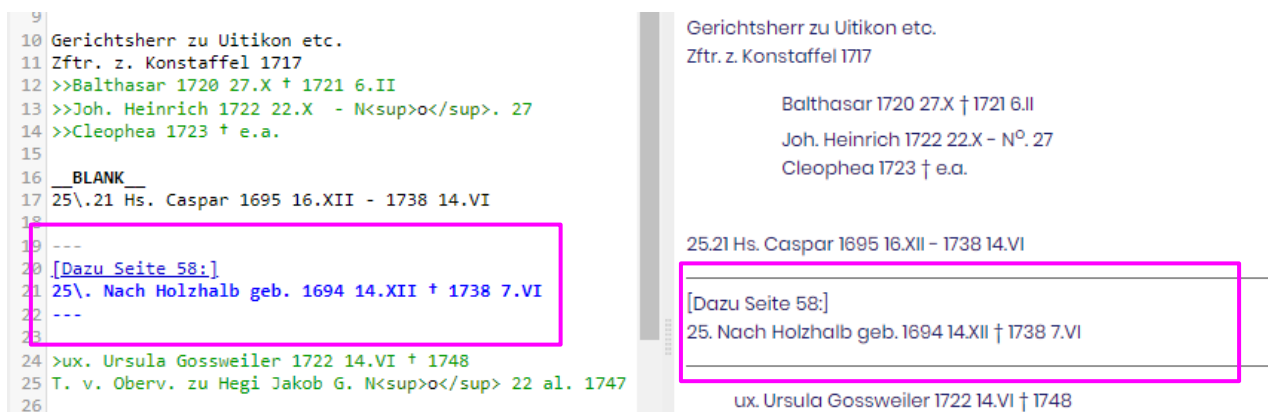 9
10 Gerichtsherr zu Uitikon etc.
11 Zftr. z. Konstaffel 1717
12 >>Balthasar 1720 27.X † 1721 6.II
13 >>Joh. Heinrich 1722 22.X - N<sup>o</sup>. 27
14 >>Cleophea 1723 † e.a.
15
16 __BLANK__
17 25\.21 Hs. Caspar 1695 16.XII - 1738 14.VI
18
19 ---
20 [Dazu Seite 58:]
21 25\. Nach Holzhalb geb. 1694 14.XII † 1738 7.VI
22 ---
23
24 >ux. Ursula Gossweiler 1722 14.VI † 1748
25 T. v. Oberv. zu Hegi Jakob G. N<sup>o</sup> 22 al. 1747
26
Gerichtsherr zu Uitikon etc.
Zftr. z. Konstaffel 1717
Balthasar 1720 27.X † 1721 6.II
Joh. Heinrich 1722 22.X - Nº. 27
Cleophea 1723 † e.a.
25.21 Hs. Caspar 1695 16.XII - 1738 14.VI
[Dazu Seite 58:]
25. Nach Holzhalb geb. 1694 14.XII † 1738 7.VI
ux. Ursula Gossweiler 1722 14.VI † 1748